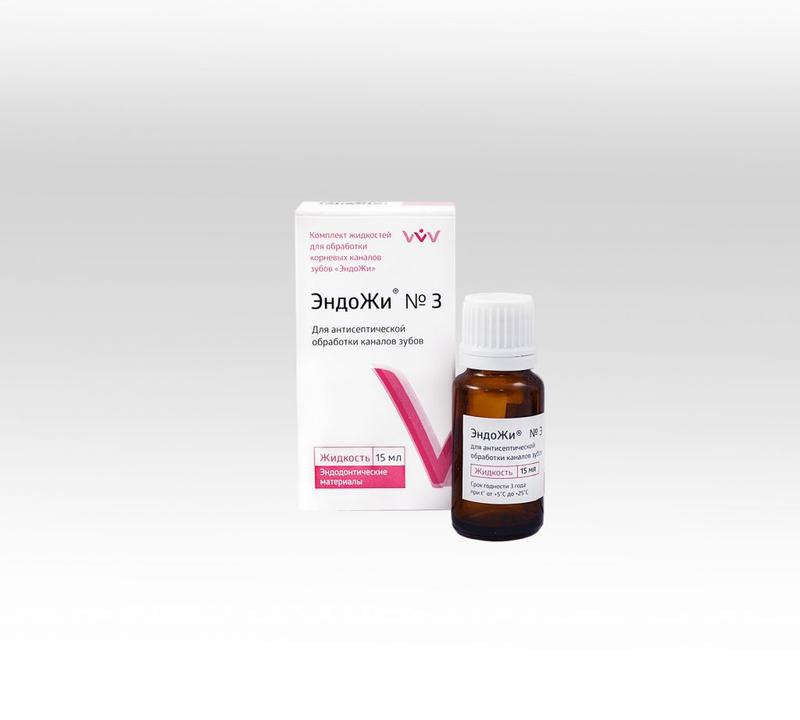 Комплект жидкостей
для обработки
корневых каналов
зубов «ЭндоЖи»
VVV
ЭндоЖи® № 3
Для антисептической
обработки каналов зубов
Жидкость 15 мл
Эндодонтические
материалы
ЭндоЖи® № 3
для антисептической
обработки каналов зубов
Жидкость 15 мл
Срок годности 3 года
при t° от +5°С до +25°С